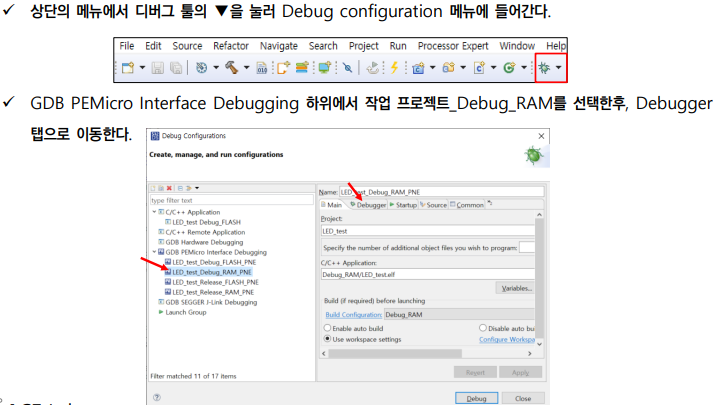 ✓ 상단의 메뉴에서 디버그 툴의 ▼을 눌러 Debug configuration 메뉴에 들어간다.
File Edit Source Refactor Navigate Search Project Run Processor Expert Window Help
✓ GDB PEMicro Interface Debugging 하위에서 작업 프로젝트_Debug_RAM를 선택한후, Debugger
탭으로 이동한다.
Debug Configurations
Create, manage, and run configurations
type filter text
C/C++ Application
LED_test Debug_FLASH
C/C++ Remote Application
GDB Hardware Debugging
GDB PEMicro Interface Debugging
LED_test_Debug_FLASH_PNE
LED_test_Debug_RAM_PNE
LED_test_Release_FLASH_PNE
LED_test_Release_RAM_PNE
GDB SEGGER J-Link Debugging
Launch Group
Filter matched 11 of 17 items
Name: LED_test_Debug_RAM_PNE
Main Debugger Startup Source Common
Project:
LED_test
Specify the number of additional object files you wish to program:
C/C++ Application:
Debug_RAM/LED_test.elf
Variables...
Build (if required) before launching
Build Configuration: Debug_RAM
Enable auto build Disable auto bu
Use workspace settings Configure Workspa
Revert Apply
Debug Close